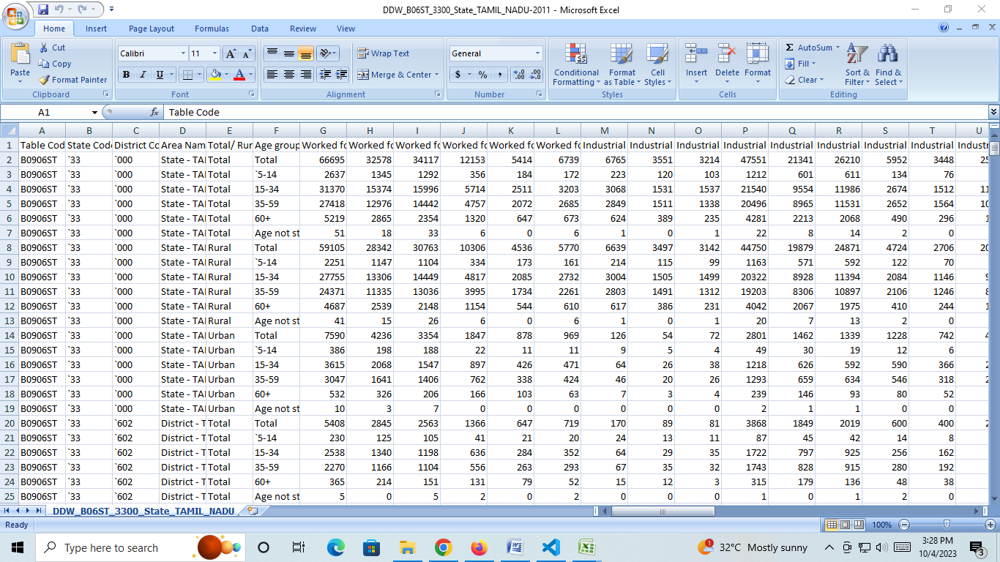 DDW_B06ST_3300_State_TAMIL_NADU-2011 - Microsoft Excel
Home Insert Page Layout Formulas Data Review View
Paste Cut Calibri 11 A A Wrap Text General Conditional Formatting Format as Table Cell Styles Insert Delete Format Σ AutoSum Sort & Filter Find & Select
Copy B I U A Merge & Center $ % , .00 Fill
Format Painter Clear
Clipboard Font Alignment Number Styles Cells Editing
A1 fx Table Code
A B C D E F G H I J K L M N O P Q R S T U
1 Table Cod State Code District Co Area Nam Total/ Rur Age group Worked fo Worked fo Worked fo Worked fo Worked fo Worked fo Industrial Industrial Industrial Industrial Industrial Industrial Industrial Industrial Industr
2 B0906ST `33 `000 State - TA Total Total 66695 32578 34117 12153 5414 6739 6765 3551 3214 47551 21341 26210 5952 3448 25
3 B0906ST `33 `000 State - TA Total `5-14 2637 1345 1292 356 184 172 223 120 103 1212 601 611 134 76
4 B0906ST `33 `000 State - TA Total 15-34 31370 15374 15996 5714 2511 3203 3068 1531 1537 21540 9554 11986 2674 1512 11
5 B0906ST `33 `000 State - TA Total 35-59 27418 12976 14442 4757 2072 2685 2849 1511 1338 20496 8965 11531 2652 1564 10
6 B0906ST `33 `000 State - TA Total 60+ 5219 2865 2354 1320 647 673 624 389 235 4281 2213 2068 490 296 1
7 B0906ST `33 `000 State - TA Total Age not st 51 18 33 6 0 6 1 0 1 22 8 14 2 0
8 B0906ST `33 `000 State - TA Rural Total 59105 28342 30763 10306 4536 5770 6639 3497 3142 44750 19879 24871 4724 2706 20
9 B0906ST `33 `000 State - TA Rural `5-14 2251 1147 1104 334 173 161 214 115 99 1163 571 592 122 70
10 B0906ST `33 `000 State - TA Rural 15-34 27755 13306 14449 4817 2085 2732 3004 1505 1499 20322 8928 11394 2084 1146 9
11 B0906ST `33 `000 State - TA Rural 35-59 24371 11335 13036 3995 1734 2261 2803 1491 1312 19203 8306 10897 2106 1246 8
12 B0906ST `33 `000 State - TA Rural 60+ 4687 2539 2148 1154 544 610 617 386 231 4042 2067 1975 410 244 1
13 B0906ST `33 `000 State - TA Rural Age not st 41 15 26 6 0 6 1 0 1 20 7 13 2 0
14 B0906ST `33 `000 State - TA Urban Total 7590 4236 3354 1847 878 969 126 54 72 2801 1462 1339 1228 742 4
15 B0906ST `33 `000 State - TA Urban `5-14 386 198 188 22 11 11 9 5 4 49 30 19 12 6
16 B0906ST `33 `000 State - TA Urban 15-34 3615 2068 1547 897 426 471 64 26 38 1218 626 592 590 366 2
17 B0906ST `33 `000 State - TA Urban 35-59 3047 1641 1406 762 338 424 46 20 26 1293 659 634 546 318 2
18 B0906ST `33 `000 State - TA Urban 60+ 532 326 206 166 103 63 7 3 4 239 146 93 80 52
19 B0906ST `33 `000 State - TA Urban Age not st 10 3 7 0 0 0 0 0 0 2 1 1 0 0
20 B0906ST `33 `602 District - T Total Total 5408 2845 2563 1366 647 719 170 89 81 3868 1849 2019 600 400 2
21 B0906ST `33 `602 District - T Total `5-14 230 125 105 41 21 20 24 13 11 87 45 42 14 8
22 B0906ST `33 `602 District - T Total 15-34 2538 1340 1198 636 284 352 64 29 35 1722 797 925 256 162
23 B0906ST `33 `602 District - T Total 35-59 2270 1166 1104 556 263 293 67 35 32 1743 828 915 280 192
24 B0906ST `33 `602 District - T Total 60+ 365 214 151 131 79 52 15 12 3 315 179 136 48 38
25 B0906ST `33 `602 District - T Total Age not st 5 0 5 2 0 2 0 0 0 1 0 1 2 0
DDW_B06ST_3300_State_TAMIL_NADU
Ready 100%
Type here to search 32°C Mostly sunny 3:28 PM
10/4/2023 3